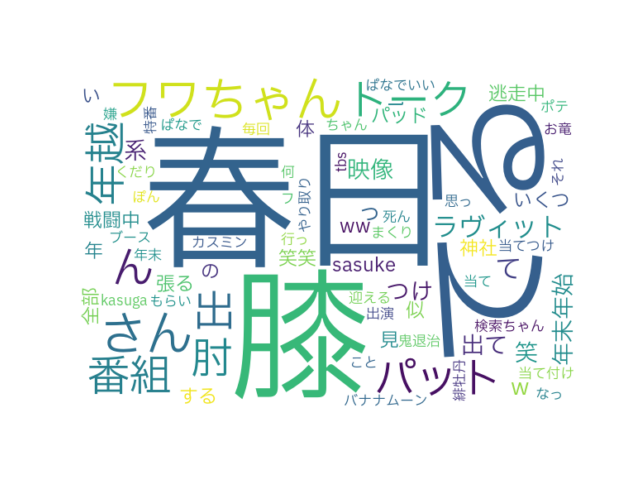 ばなでいい
い
フワちゃん
トーク
逃走中
嫌
特番
ばなで
毎回
体
ちゃん
パッド
ポテ
年越
系
春日
る
と
お竜
くだり
何
tbs
映像
それ
ぽん
フ
やり取り
思っ
いくつ
戦闘中
っ
死ん
ww
まくり
ラヴィット
ブース
カスミン
年
年末
ん
行っ
笑笑
神社
当てつけ
の
sasuke
て
張る
膝
つけ
当て
全部
kasuga
もらい
迎える
年末年始
さん
出
出演
似
検索ちゃん
肘
見
鬼退治
出て
笑
番組
こと
パット
緋牡丹
当て付け
w
する
バナナムーン
なっ